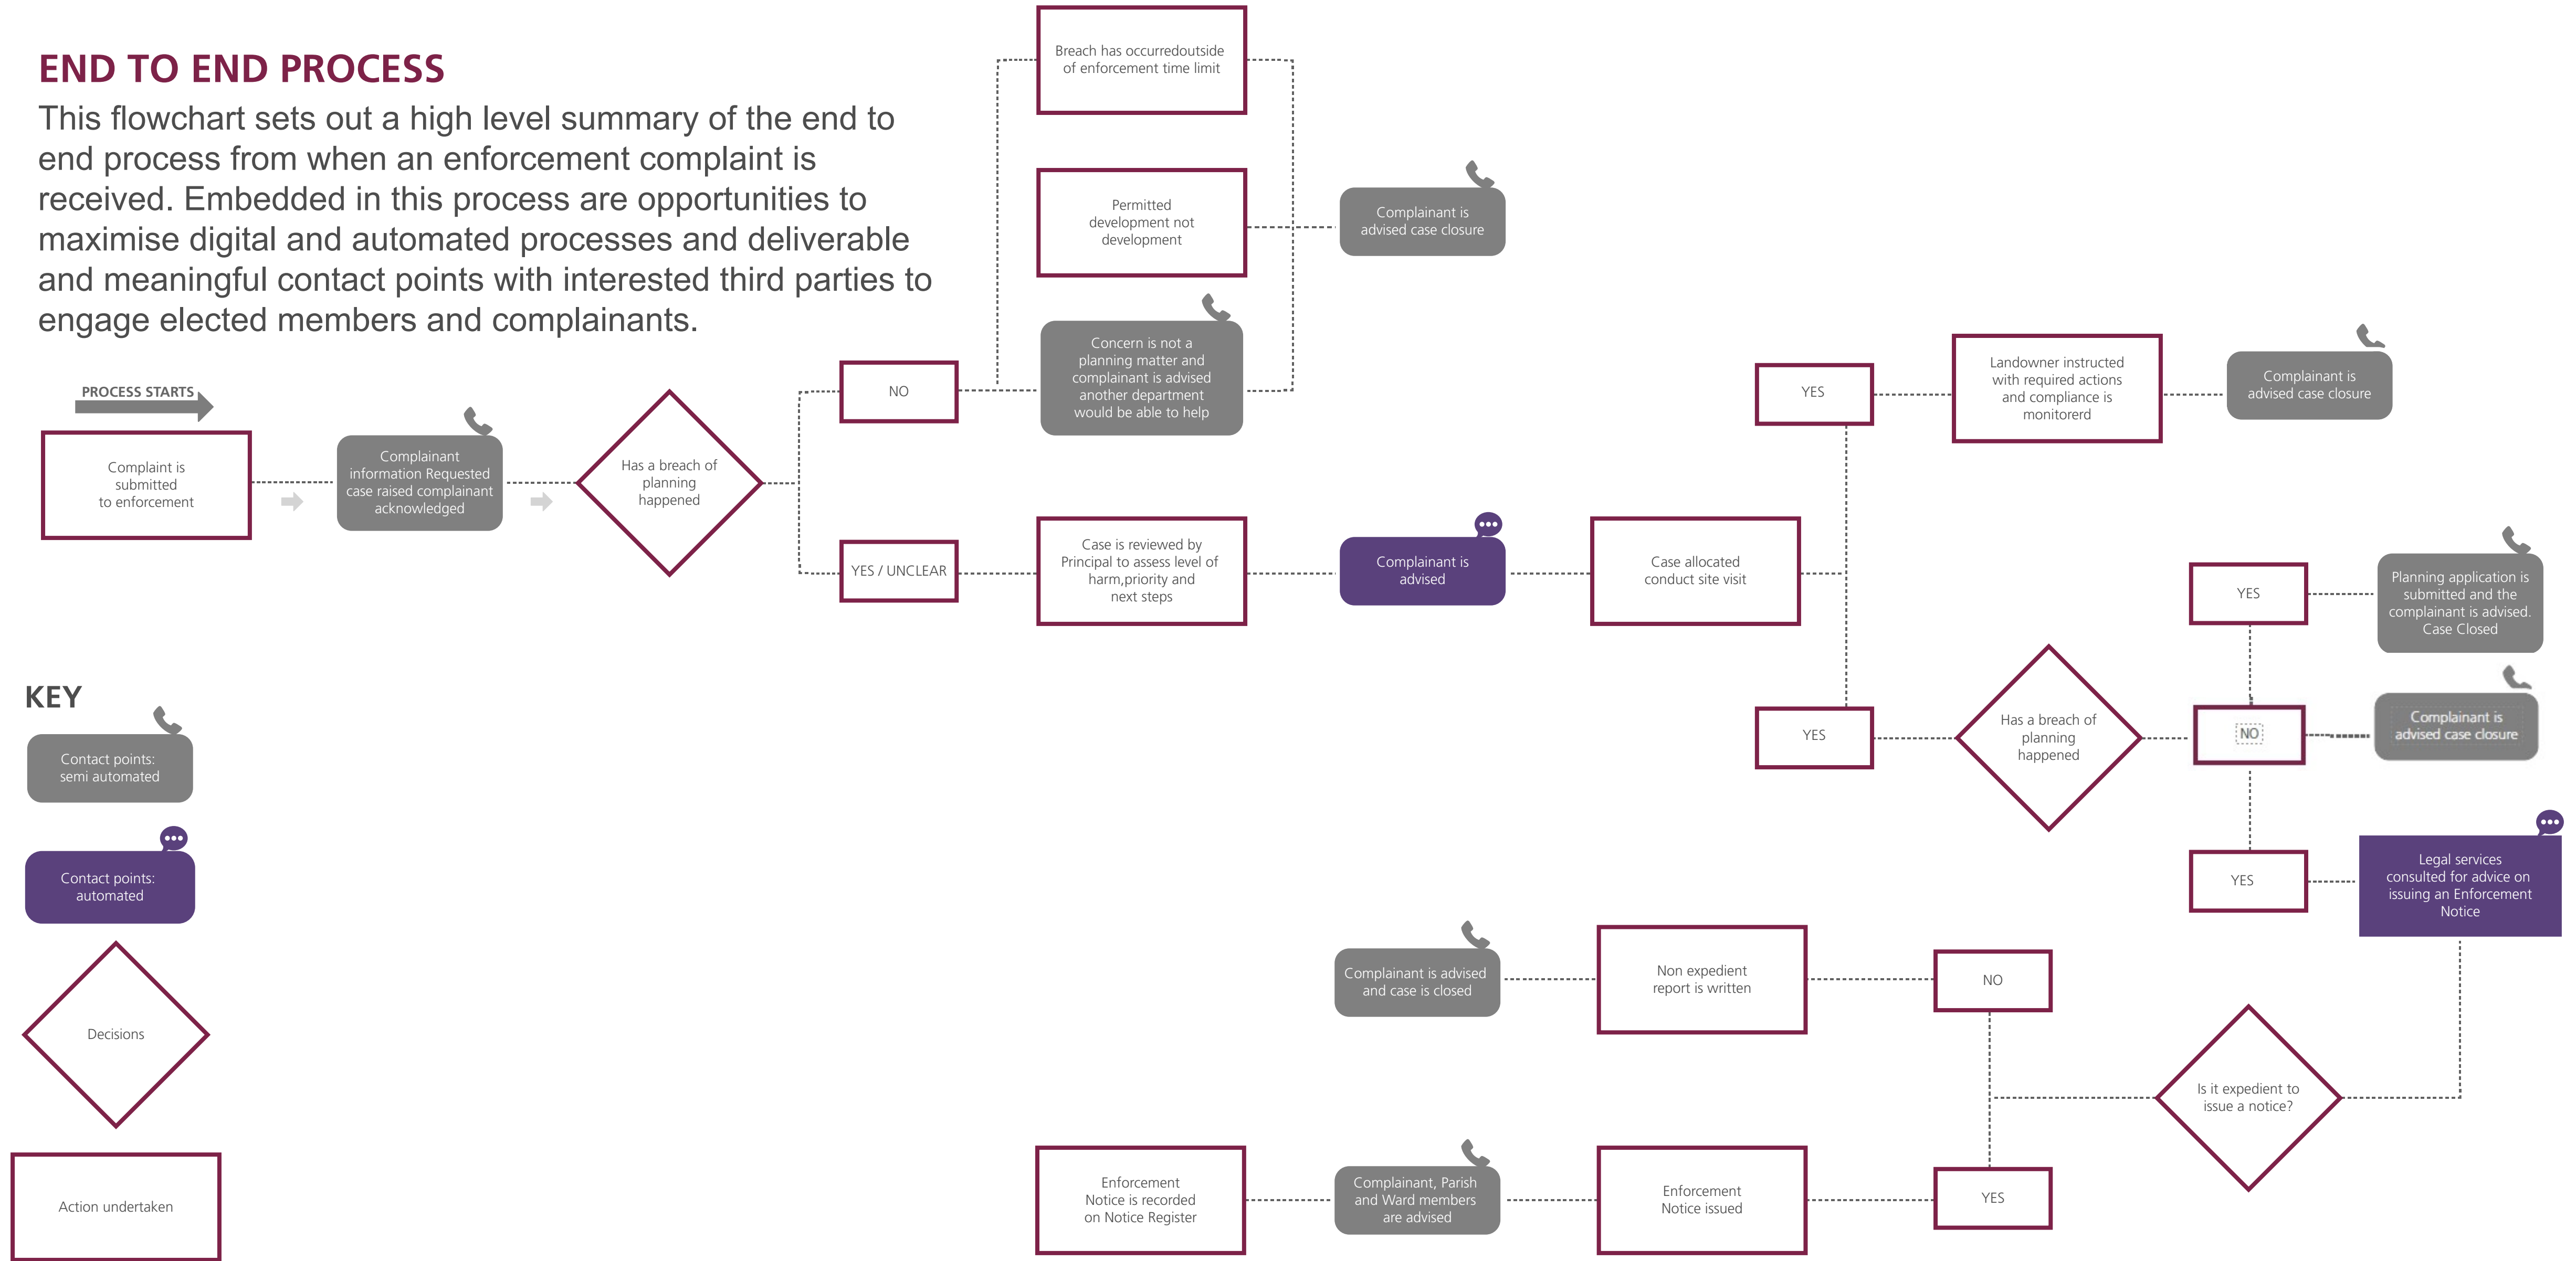 END TO END PROCESS
This flowchart sets out a high level summary of the end to
end process from when an enforcement complaint is
received. Embedded in this process are opportunities to
maximise digital and automated processes and deliverable
and meaningful contact points with interested third parties to
engage elected members and complainants.
PROCESS STARTS
Complaint is
submitted
to enforcement
Complainant
information Requested
case raised complainant
acknowledged
Has a breach of
planning
happened
NO
Breach has occurredoutside
of enforcement time limit
Permitted
development not
development
Concern is not a
planning matter and
complainant is advised
another department
would be able to help
Complainant is
advised case closure
YES / UNCLEAR
Case is reviewed by
Principal to assess level of
harm,priority and
next steps
Complainant is
advised
Case allocated
conduct site visit
YES
Landowner instructed
with required actions
and compliance is
monitorerd
Complainant is
advised case closure
YES
Has a breach of
planning
happened
YES
Planning application is
submitted and the
complainant is advised.
Case Closed
NO
Complainant is
advised case closure
YES
Legal services
consulted for advice on
issuing an Enforcement
Notice
Is it expedient to
issue a notice?
NO
Non expedient
report is written
Complainant is advised
and case is closed
YES
Enforcement
Notice issued
Complainant, Parish
and Ward members
are advised
Enforcement
Notice is recorded
on Notice Register
KEY
Contact points:
semi automated
Contact points:
automated
Decisions
Action undertaken